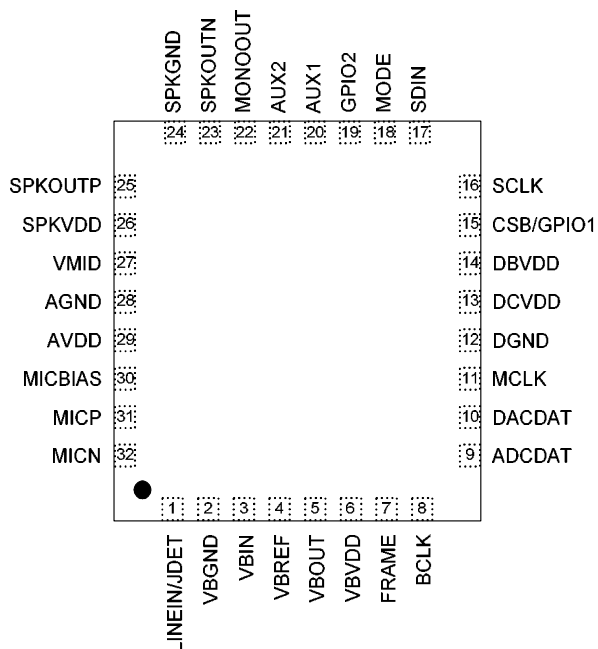 SPKGND
SPKOUTN
MONOOUT
AUX2
AUX1
GPIO2
MODE
SDIN
24 23 22 21 20 19 18 17
SPKOUTP 25 16 SCLK
SPKVDD 26 15 CSB/GPIO1
VMID 27 14 DBVDD
AGND 28 13 DCVDD
AVDD 29 12 DGND
MICBIAS 30 11 MCLK
MICP 31 10 DACDAT
MICN 32 9 ADCDAT
1 2 3 4 5 6 7 8
LINEIN/JDET
VBGND
VBIN
VBREF
VBOUT
VBVDD
FRAME
BCLK